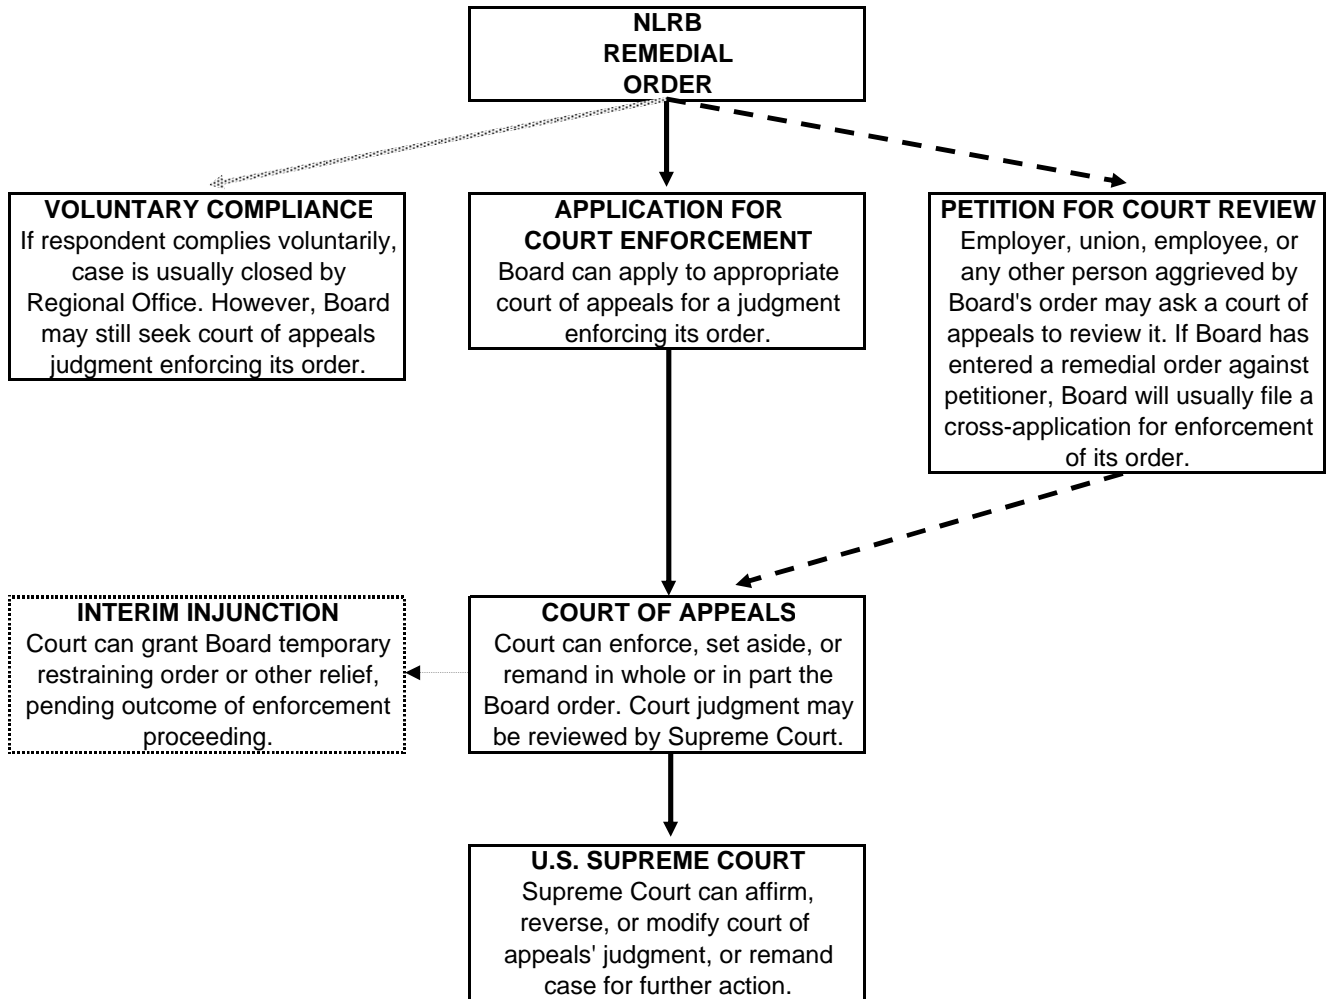 NLRB
REMEDIAL
ORDER
VOLUNTARY COMPLIANCE
If respondent complies voluntarily,
case is usually closed by
Regional Office. However, Board
may still seek court of appeals
judgment enforcing its order.
APPLICATION FOR
COURT ENFORCEMENT
Board can apply to appropriate
court of appeals for a judgment
enforcing its order.
PETITION FOR COURT REVIEW
Employer, union, employee, or
any other person aggrieved by
Board's order may ask a court of
appeals to review it. If Board has
entered a remedial order against
petitioner, Board will usually file a
cross-application for enforcement
of its order.
INTERIM INJUNCTION
Court can grant Board temporary
restraining order or other relief,
pending outcome of enforcement
proceeding.
COURT OF APPEALS
Court can enforce, set aside, or
remand in whole or in part the
Board order. Court judgment may
be reviewed by Supreme Court.
U.S. SUPREME COURT
Supreme Court can affirm,
reverse, or modify court of
appeals' judgment, or remand
case for further action.